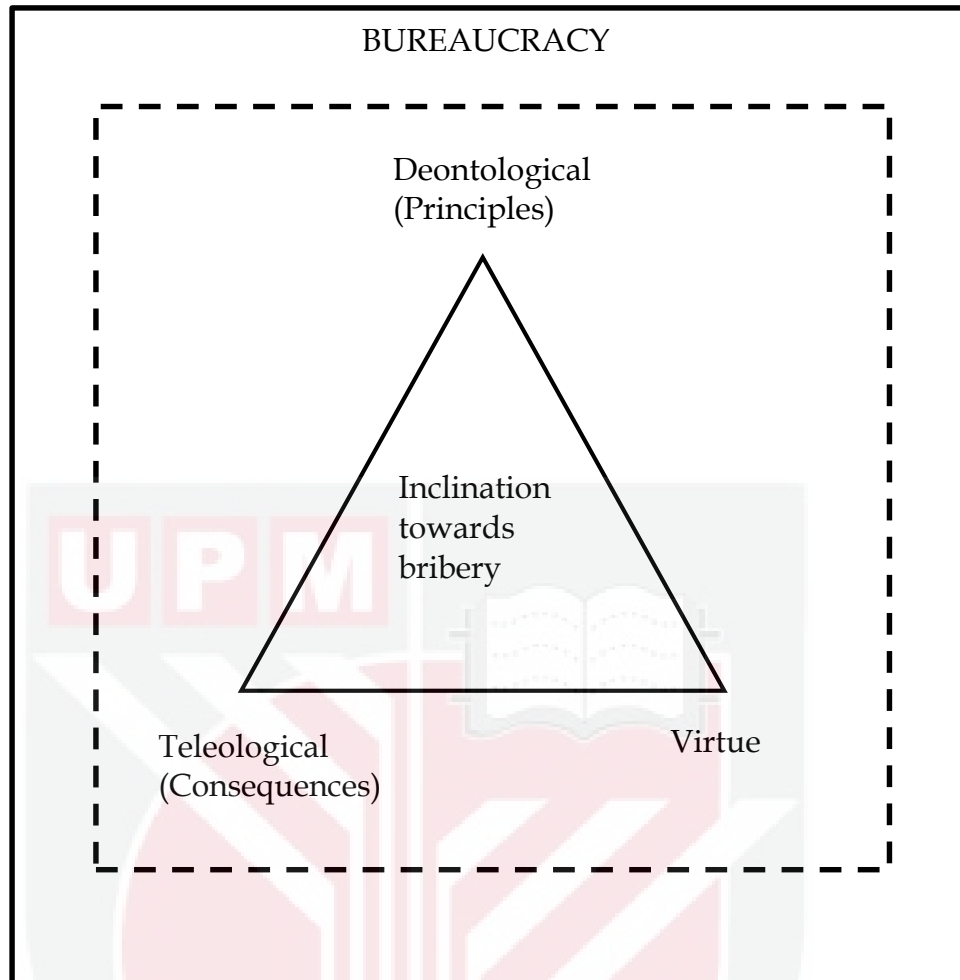 BUREAUCRACY
Deontological
(Principles)
Inclination
towards
bribery
UPM
Teleological
(Consequences)
Virtue